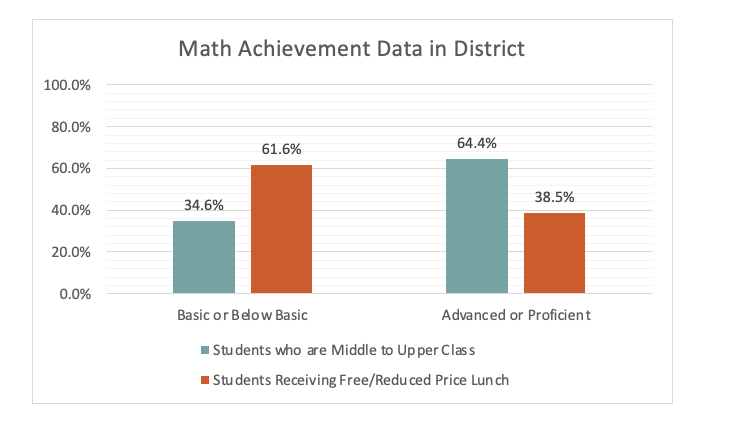 Math Achievement Data in District
100.0%
80.0%
60.0%
40.0%
20.0%
0.0%
34.6%
61.6%
64.4%
38.5%
Basic or Below Basic
Advanced or Proficient
Students who are Middle to Upper Class
Students Receiving Free/Reduced Price Lunch